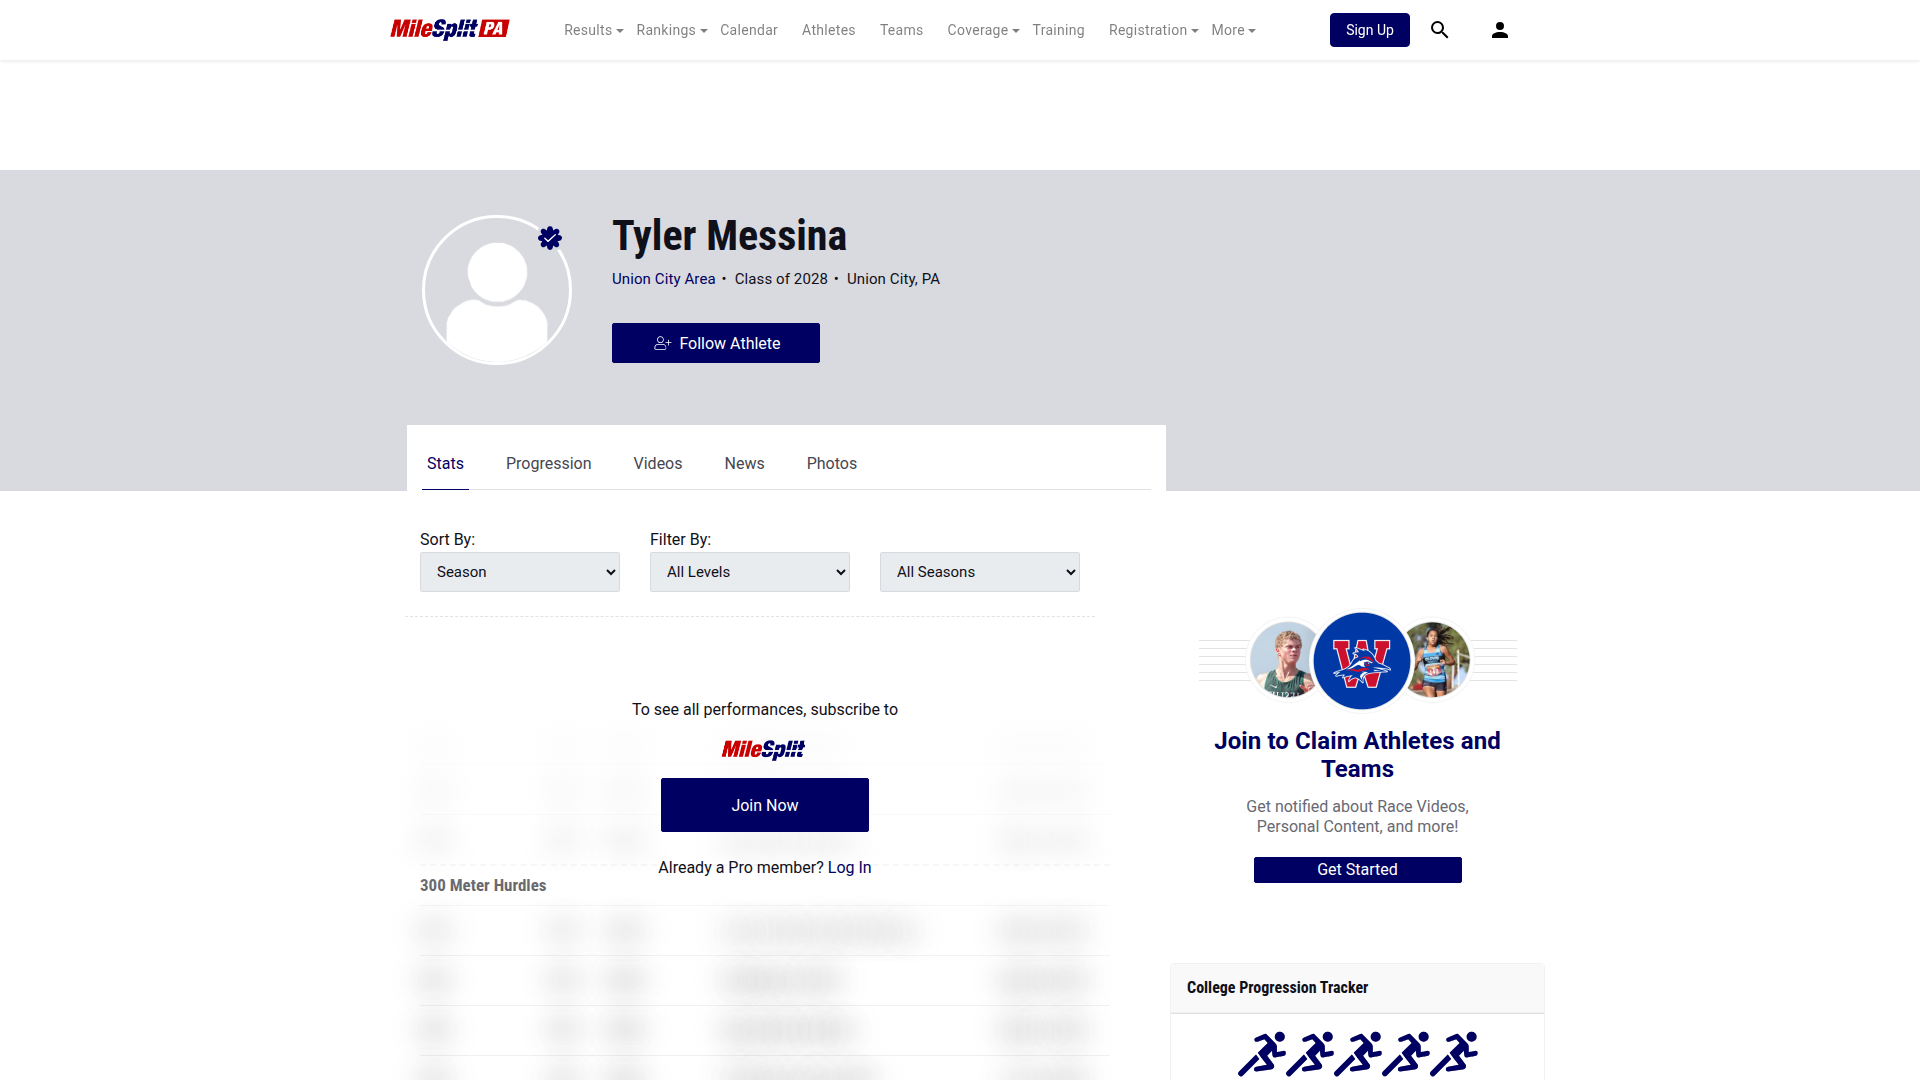 MileSplit PA
Results Rankings Calendar Athletes Teams Coverage Training Registration More Sign Up
Tyler Messina
Union City Area • Class of 2028 • Union City, PA
Follow Athlete
Stats Progression Videos News Photos
Sort By: Filter By:
Season All Levels All Seasons
To see all performances, subscribe to
MileSplit
Join Now
Already a Pro member? Log In
300 Meter Hurdles
W
Join to Claim Athletes and
Teams
Get notified about Race Videos,
Personal Content, and more!
Get Started
College Progression Tracker